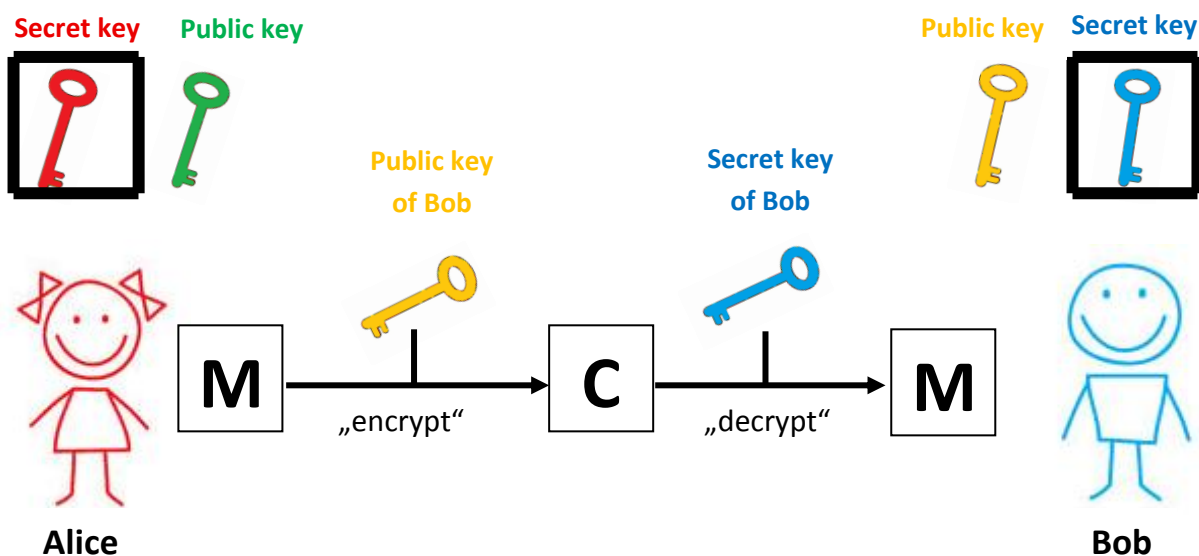 Secret key
Public key
Public key
Secret key
Public key
of Bob
Secret key
of Bob
M
C
M
„encrypt“
„decrypt“
Alice
Bob